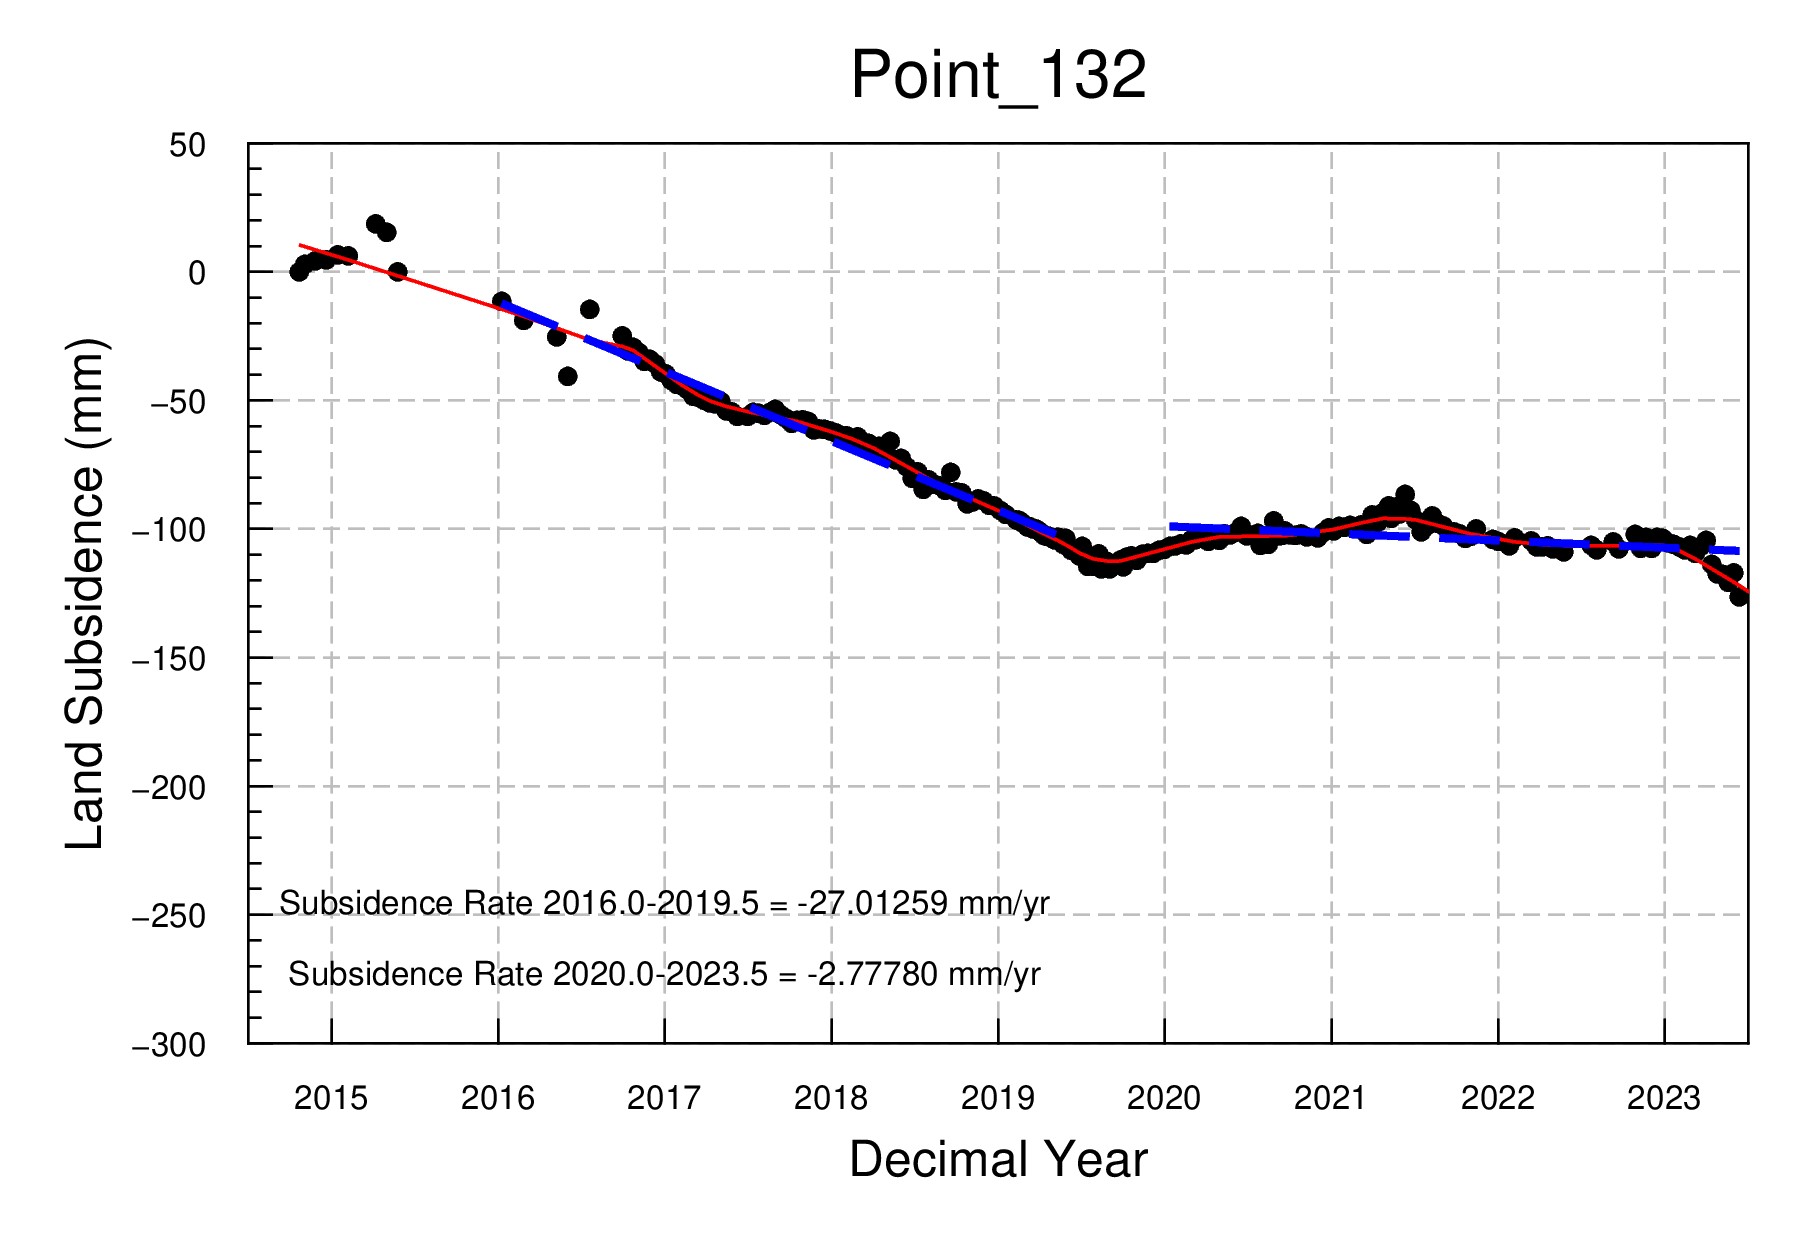 Point_132
50
0
−50
−100
−150
−200
−250
−300
Land Subsidence (mm)
Subsidence Rate 2016.0-2019.5 = -27.01259 mm/yr
Subsidence Rate 2020.0-2023.5 = -2.77780 mm/yr
2015 2016 2017 2018 2019 2020 2021 2022 2023
Decimal Year